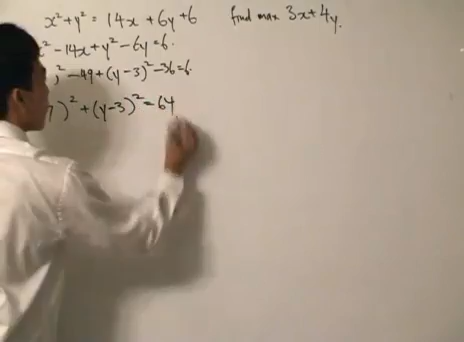 x² + y² = 14x + 6y + 6 find max 3x + 4y.
² - 14x + y² - 6y = 6.
)² - 49 + (y - 3)² - 36 = 6.
7)² + (y - 3)² = 64